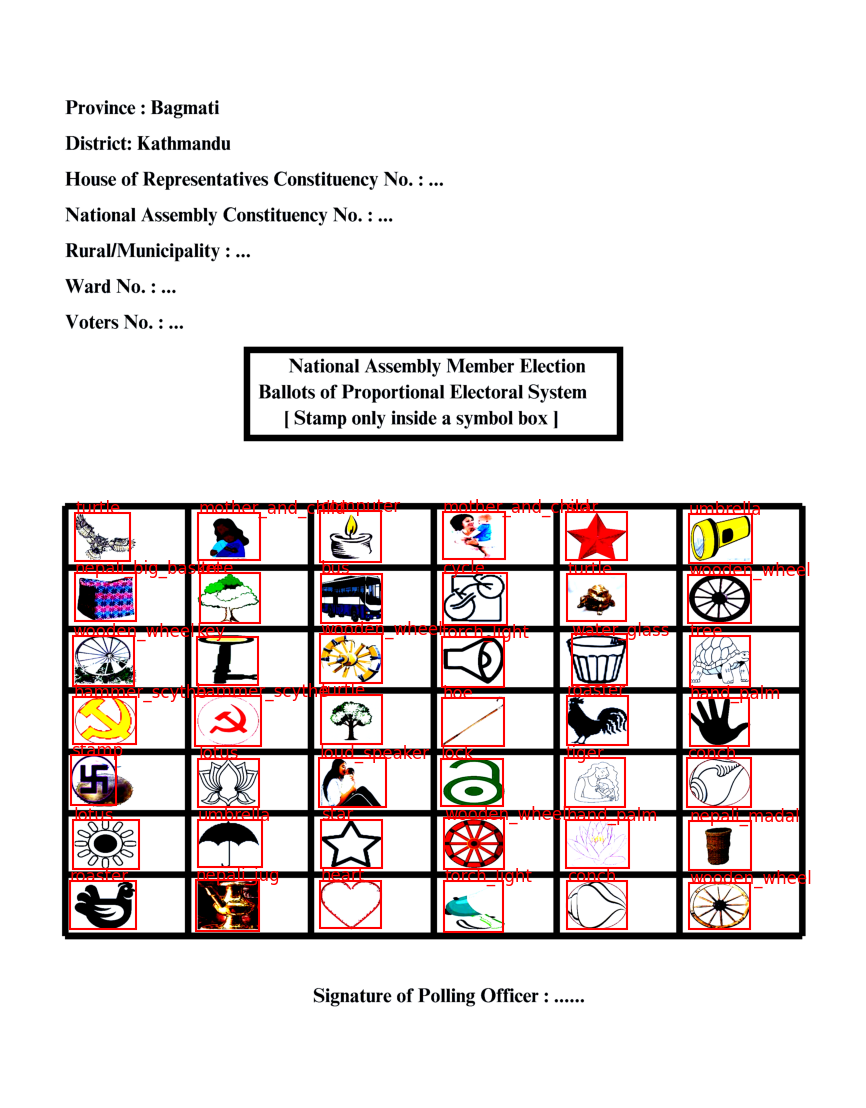 Province : Bagmati
District: Kathmandu
House of Representatives Constituency No. : ...
National Assembly Constituency No. : ...
Rural/Municipality : ...
Ward No. : ...
Voters No. : ...
National Assembly Member Election
Ballots of Proportional Electoral System
[ Stamp only inside a symbol box ]
turtle mother_and_child computer mother_and_child umbrella
nepali_big_basket tree bus cycle turtle wooden_wheel
wooden_wheel key wooden_wheel torch_light water_glass tree
hammer_scythe hammer_scythe turtle hoe roaster hand_palm
stamp lotus loud_speaker lock tiger conch
lotus umbrella star wooden_wheel hand_palm nepali_madal
roaster nepali_jug heart torch_light conch wooden_wheel
Signature of Polling Officer : ......